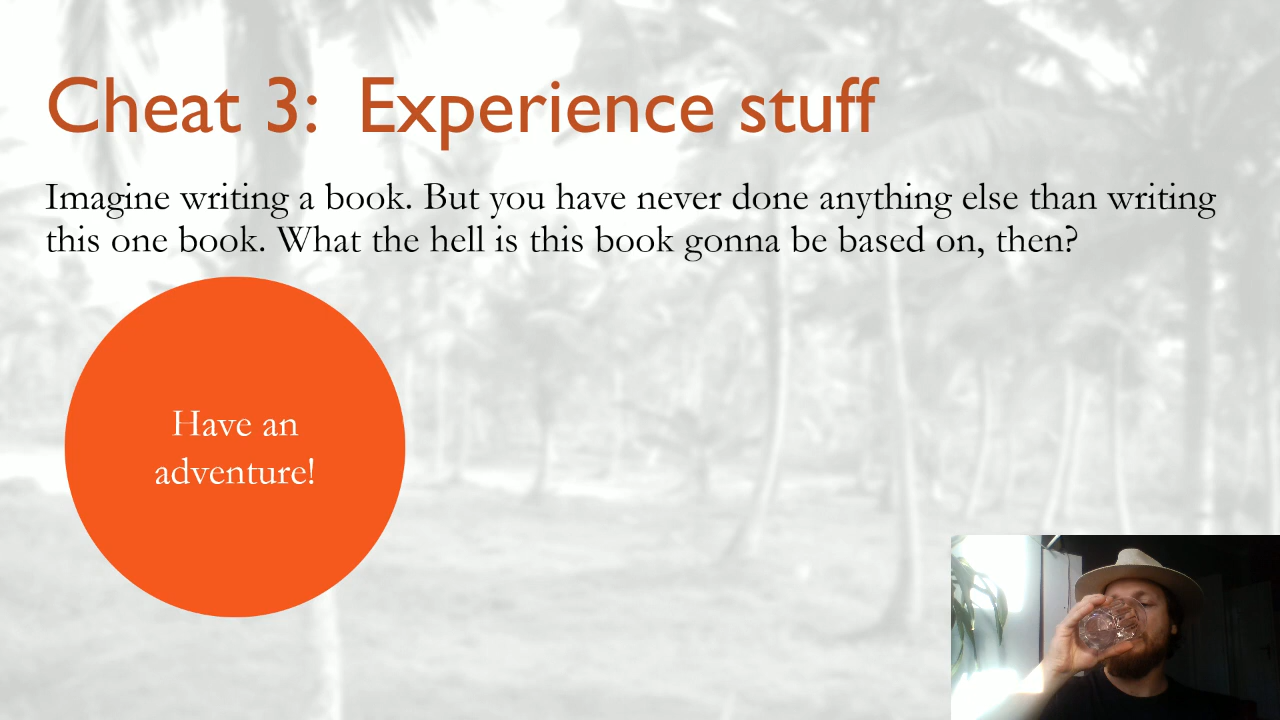 Cheat 3: Experience stuff
Imagine writing a book. But you have never done anything else than writing
this one book. What the hell is this book gonna be based on, then?
Have an
adventure!